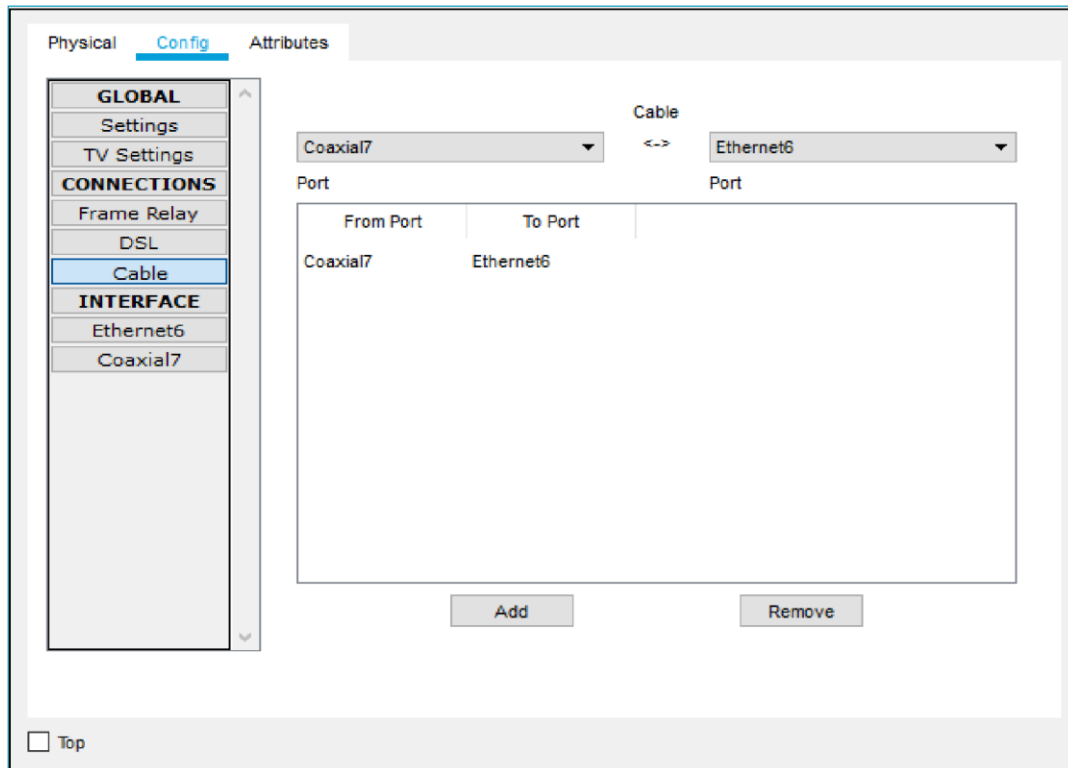 Physical Config Attributes
GLOBAL
Settings
TV Settings
CONNECTIONS
Frame Relay
DSL
Cable
INTERFACE
Ethernet6
Coaxial7
Cable
Coaxial7 <-> Ethernet6
Port Port
From Port To Port
Coaxial7 Ethernet6
Add Remove
Top